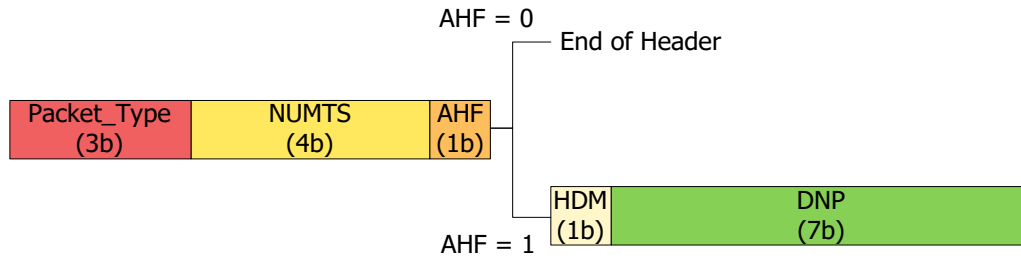 AHF = 0
End of Header
Packet_Type
(3b)
NUMTS
(4b)
AHF
(1b)
HDM
(1b)
DNP
(7b)
AHF = 1